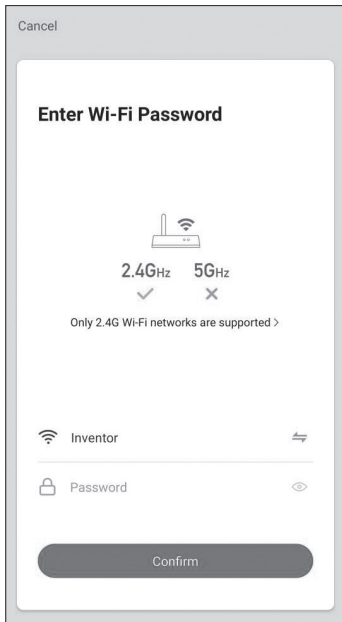 Cancel
Enter Wi-Fi Password
2.4GHz 5GHz
Only 2.4G Wi-Fi networks are supported >
Inventor
Password
Confirm